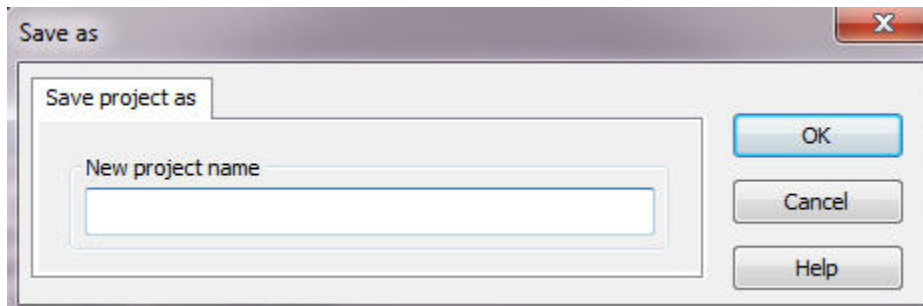 Save as
Save project as
New project name
OK
Cancel
Help